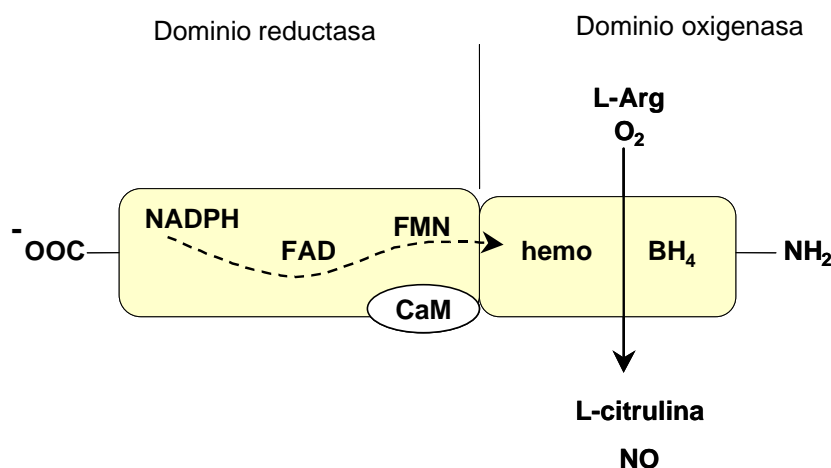 Dominio reductasa
Dominio oxigenasa
L-Arg
O₂
NADPH
FAD
FMN
hemo
BH₄
⁻OOC
NH₂
CaM
L-citrulina
NO